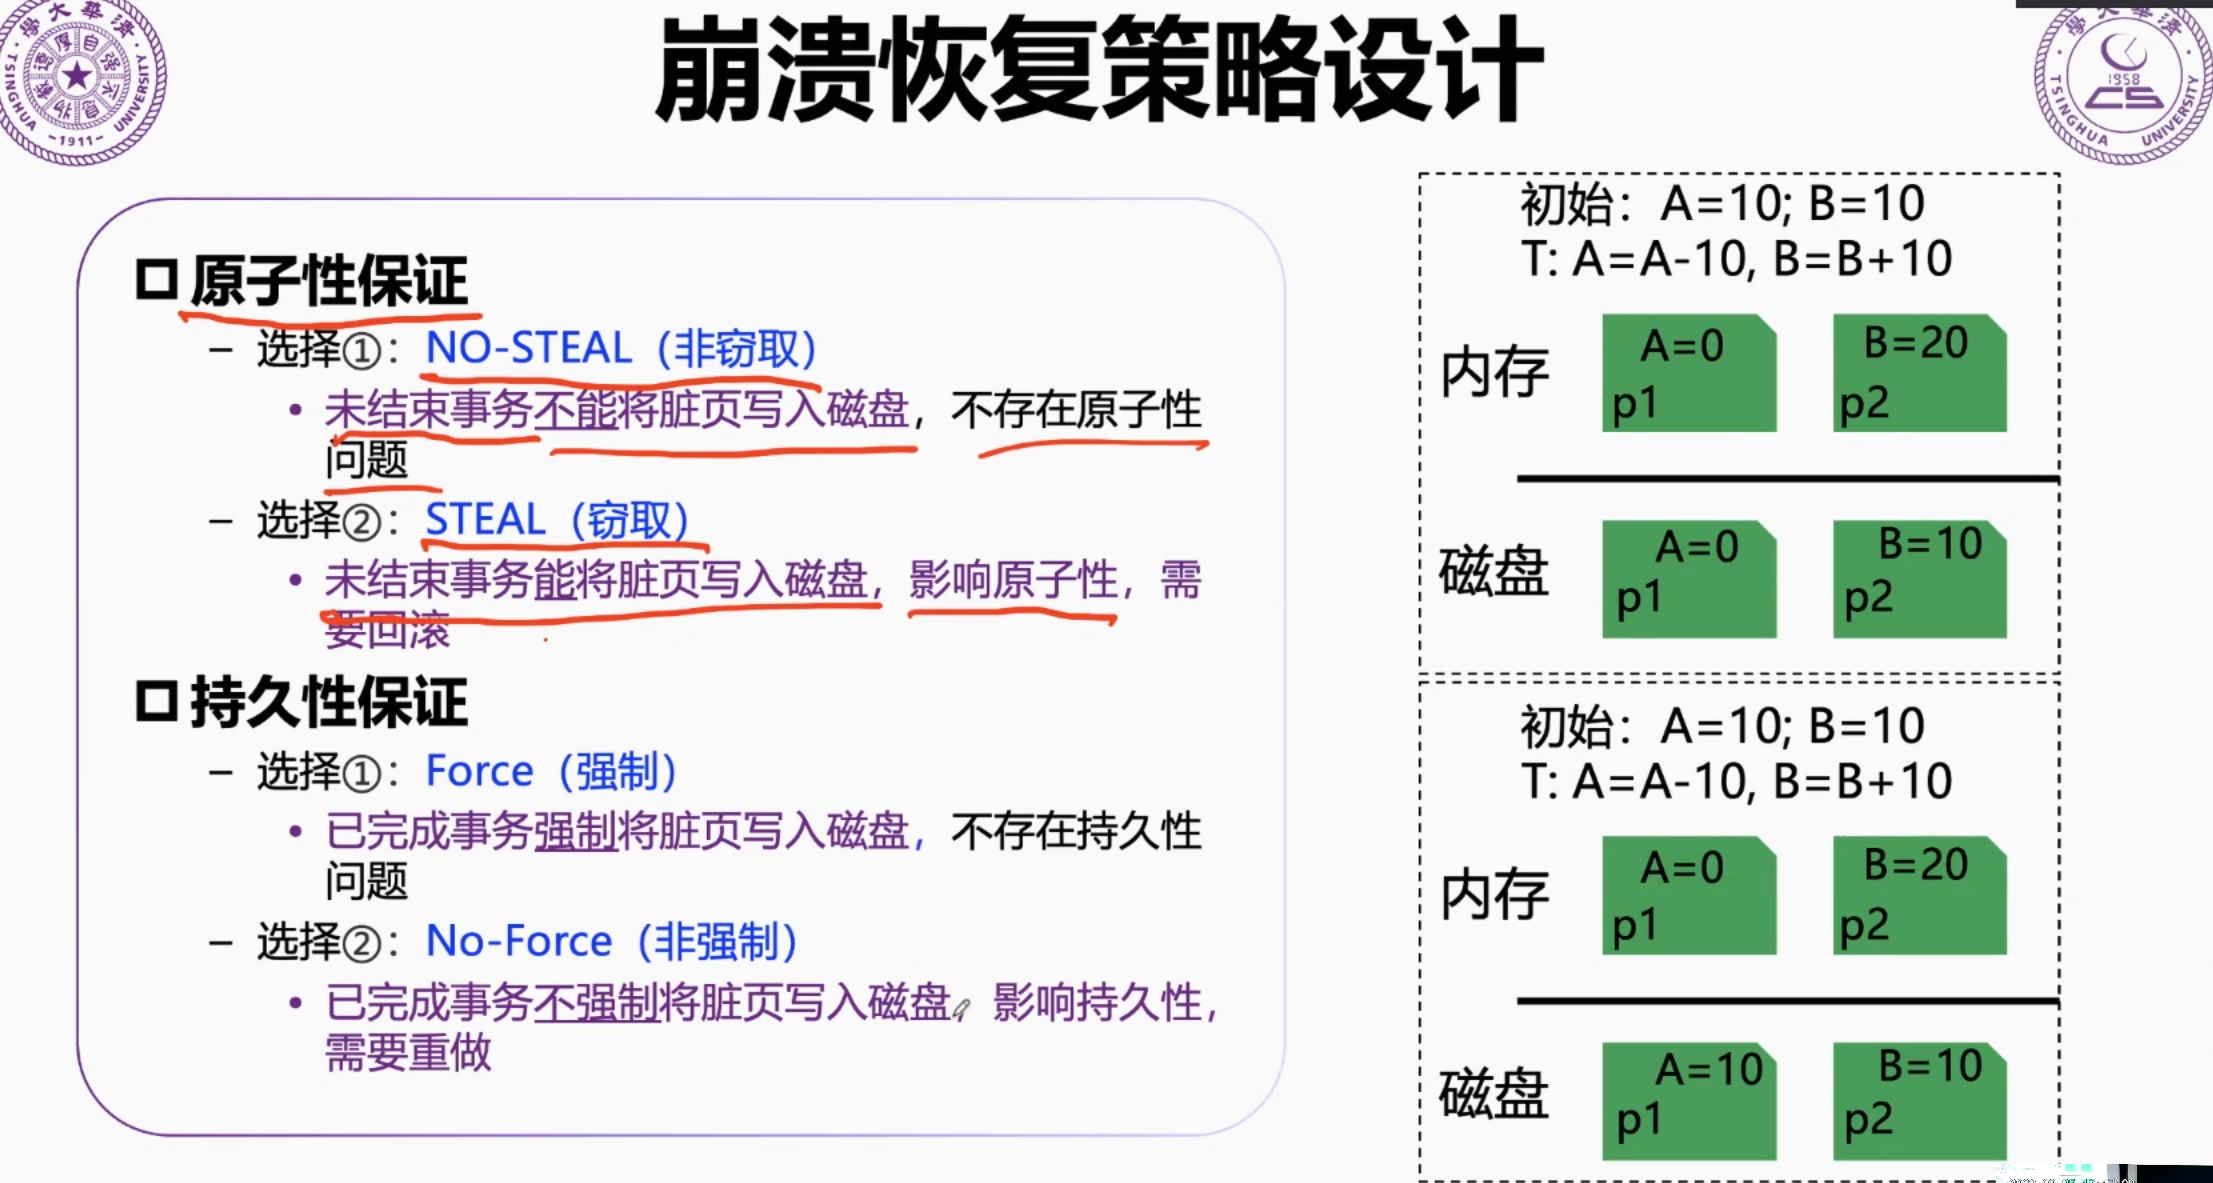 崩溃恢复策略设计
TSINGHUA UNIVERSITY
-1911-
1958
TSINGHUA UNIVERSITY
原子性保证
– 选择①：NO-STEAL（非窃取）
• 未结束事务不能将脏页写入磁盘，不存在原子性
问题
– 选择②：STEAL（窃取）
• 未结束事务能将脏页写入磁盘，影响原子性，需
要回滚
持久性保证
– 选择①：Force（强制）
• 已完成事务强制将脏页写入磁盘，不存在持久性
问题
– 选择②：No-Force（非强制）
• 已完成事务不强制将脏页写入磁盘，影响持久性，
需要重做
初始：A=10; B=10
T: A=A-10, B=B+10
内存
A=0
p1
B=20
p2
磁盘
A=0
p1
B=10
p2
初始：A=10; B=10
T: A=A-10, B=B+10
内存
A=0
p1
B=20
p2
磁盘
A=10
p1
B=10
p2